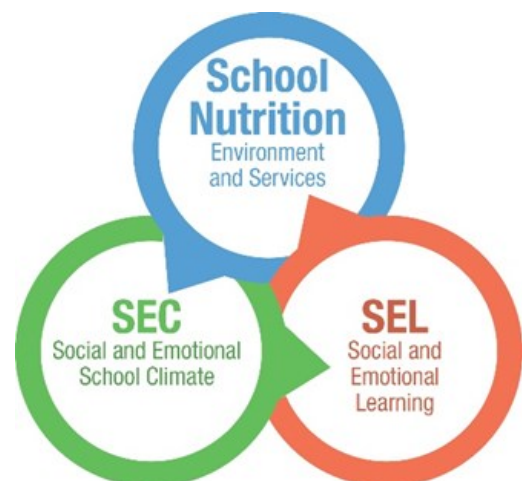 School
Nutrition
Environment
and Services
SEC
Social and Emotional
School Climate
SEL
Social and
Emotional
Learning